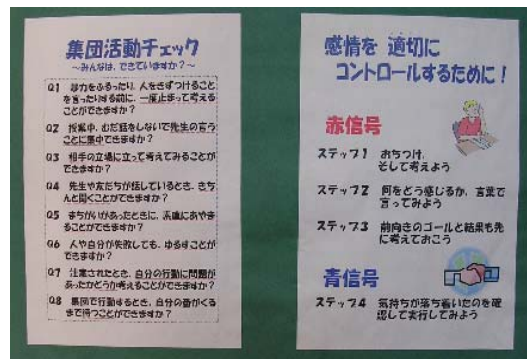 集団活動チェック
～みんなは、できていますか？～
Q1 暴力をふるったり、人をきずつけること
を言ったりする前に、一度止まって考える
ことができますか？
Q2 授業中、むだ話をしないで先生の言う
ことに集中できますか？
Q3 相手の立場に立って考えてみることが
できますか？
Q4 先生や友だちが話しているとき、きち
んと聞くことができますか？
Q5 まちがいがあったときに、素直にあやま
ることができますか？
Q6 人や自分が失敗しても、ゆるすことが
できますか？
Q7 注意されたとき、自分の行動に問題が
あったかどうか考えることができますか？
Q8 集団で行動するとき、自分の番がくる
まで待つことができますか？
感情を 適切に
コントロールするために！
赤信号
ステップ1 おちつけ、
そして考えよう
ステップ2 何をどう感じるか、言葉で
言ってみよう
ステップ3 前向きのゴールと結果も先
に考えておこう
青信号
ステップ4 気持ちが落ち着いたのを確
認して実行してみよう